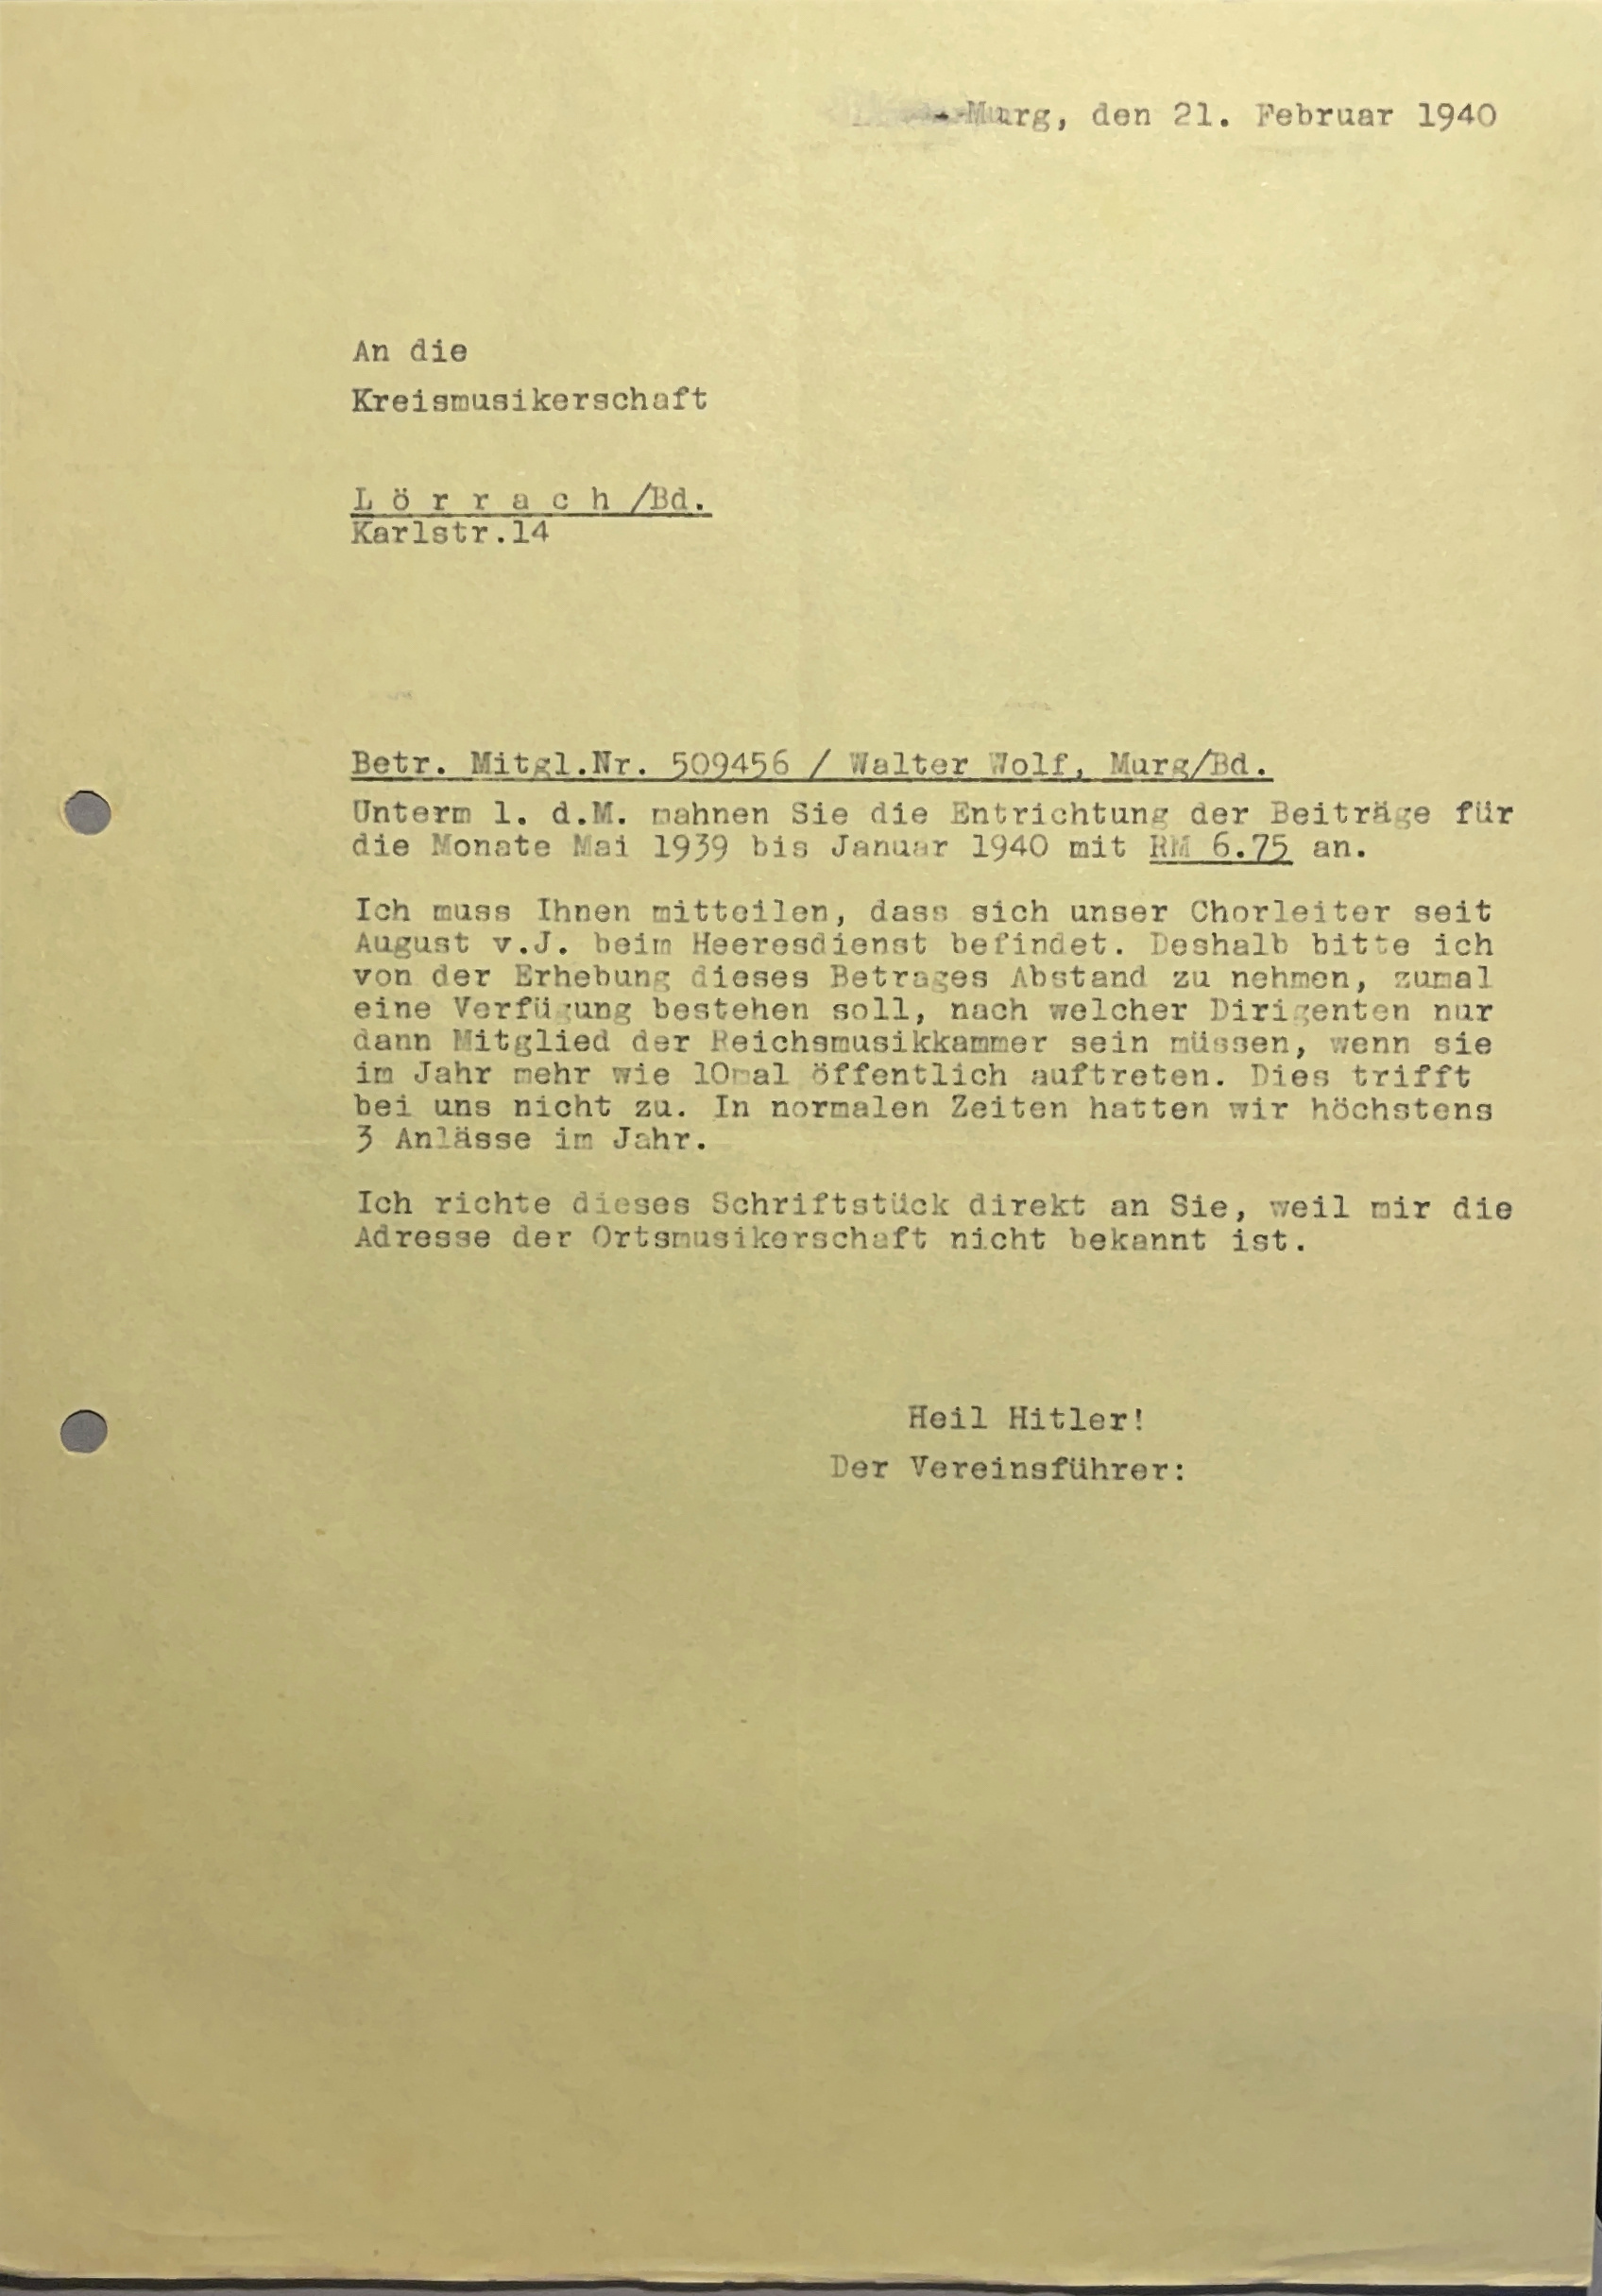 Murg, den 21. Februar 1940
An die
Kreismusikerschaft
L ö r r a c h /Bd.
Karlstr.14
Betr. Mitgl.Nr. 509456 / Walter Wolf, Murg/Bd.
Unterm 1. d.M. mahnen Sie die Entrichtung der Beiträge für
die Monate Mai 1939 bis Januar 1940 mit RM 6.75 an.
Ich muss Ihnen mitteilen, dass sich unser Chorleiter seit
August v.J. beim Heeresdienst befindet. Deshalb bitte ich
von der Erhebung dieses Betrages Abstand zu nehmen, zumal
eine Verfügung bestehen soll, nach welcher Dirigenten nur
dann Mitglied der Reichsmusikkammer sein müssen, wenn sie
im Jahr mehr wie 10mal öffentlich auftreten. Dies trifft
bei uns nicht zu. In normalen Zeiten hatten wir höchstens
3 Anlässe im Jahr.
Ich richte dieses Schriftstück direkt an Sie, weil mir die
Adresse der Ortsmusikerschaft nicht bekannt ist.
Heil Hitler!
Der Vereinsführer: